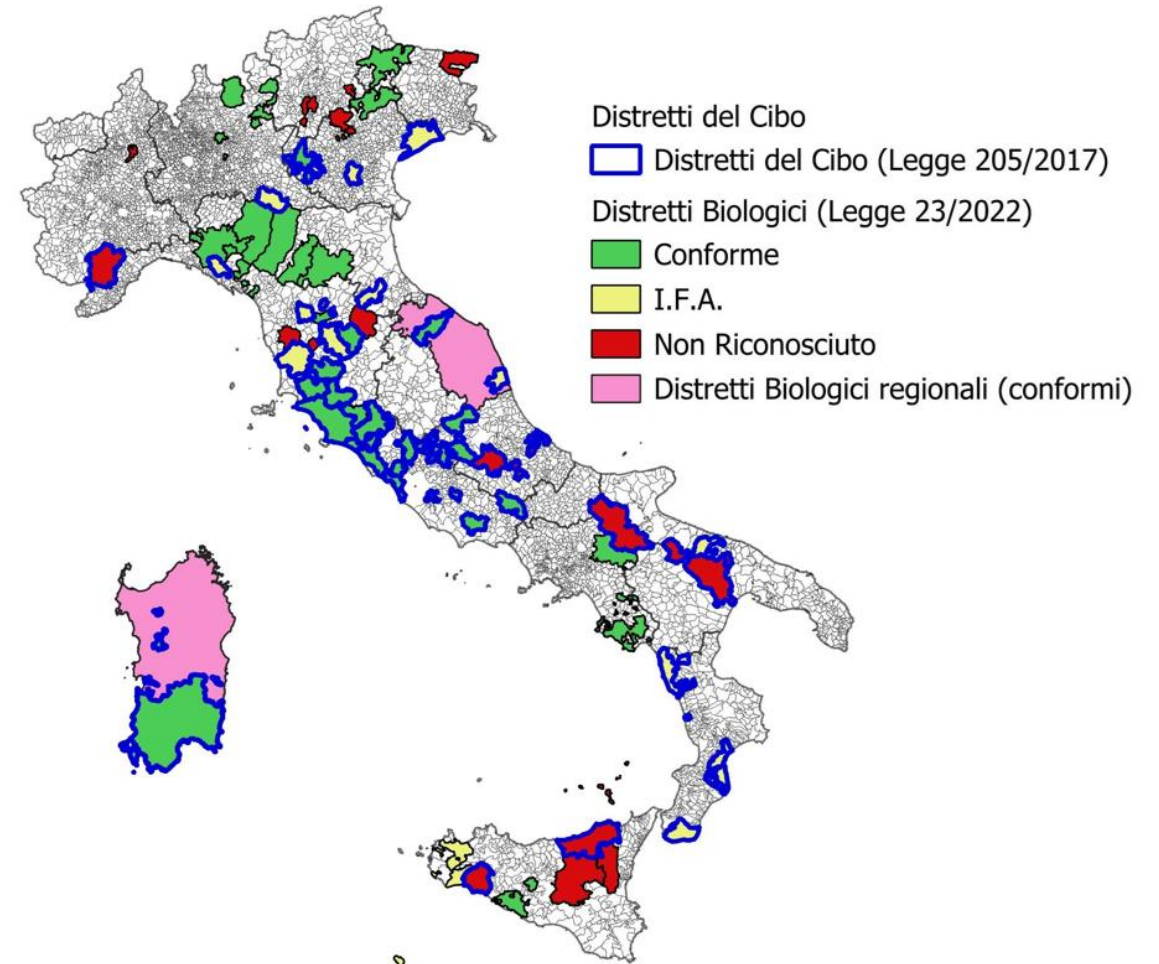 Distretti del Cibo
Distretti del Cibo (Legge 205/2017)
Distretti Biologici (Legge 23/2022)
Conforme
I.F.A.
Non Riconosciuto
Distretti Biologici regionali (conformi)